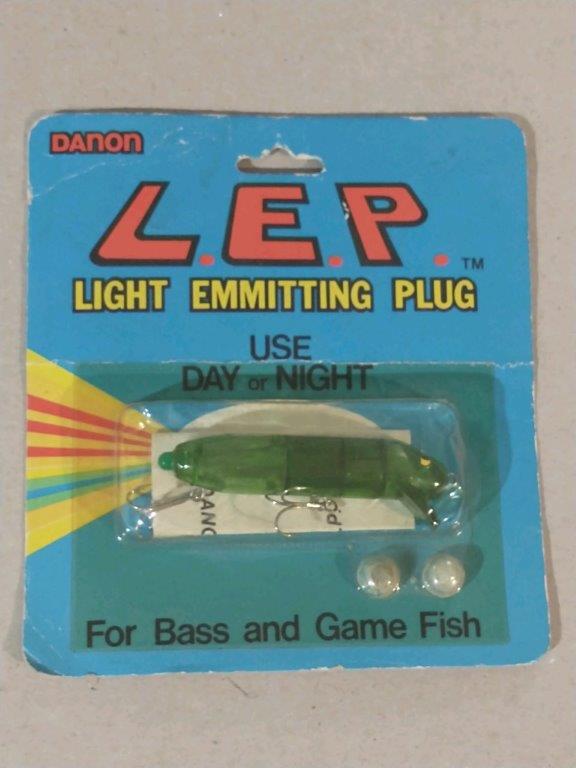 DANON
L.E.P.™
LIGHT EMMITTING PLUG
USE
DAY or NIGHT
For Bass and Game Fish